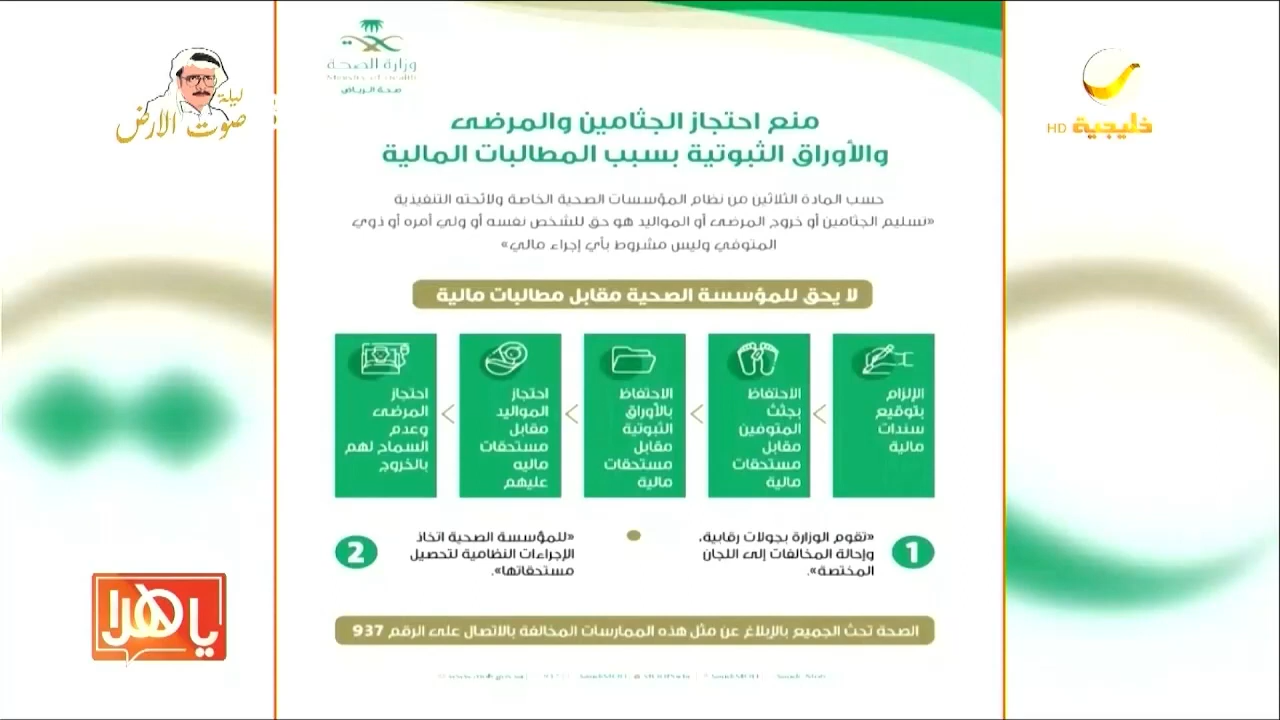 ليلة
صوت الأرض
خليجية
HD
وزارة الصحة
Ministry of Health
صحة الرياض
منع احتجاز الجثامين والمرضى
والأوراق الثبوتية بسبب المطالبات المالية
حسب المادة الثلاثين من نظام المؤسسات الصحية الخاصة ولائحته التنفيذية
«تسليم الجثامين أو خروج المرضى أو المواليد هو حق للشخص نفسه أو ولي أمره أو ذوي
المتوفي وليس مشروط بأي إجراء مالي»
لا يحق للمؤسسة الصحية مقابل مطالبات مالية
الإلزام
بتوقيع
سندات
مالية
الاحتفاظ
بجثث
المتوفين
مقابل
مستحقات
مالية
الاحتفاظ
بالأوراق
الثبوتية
مقابل
مستحقات
مالية
احتجاز
المواليد
مقابل
مستحقات
ماليه
عليهم
احتجاز
المرضى
وعدم
السماح لهم
بالخروج
1
«تقوم الوزارة بجولات رقابية،
وإحالة المخالفات إلى اللجان
المختصة».
2
«للمؤسسة الصحية اتخاذ
الإجراءات النظامية لتحصيل
مستحقاتها».
الصحة تحث الجميع بالإبلاغ عن مثل هذه الممارسات المخالفة بالاتصال على الرقم 937
ياهلا